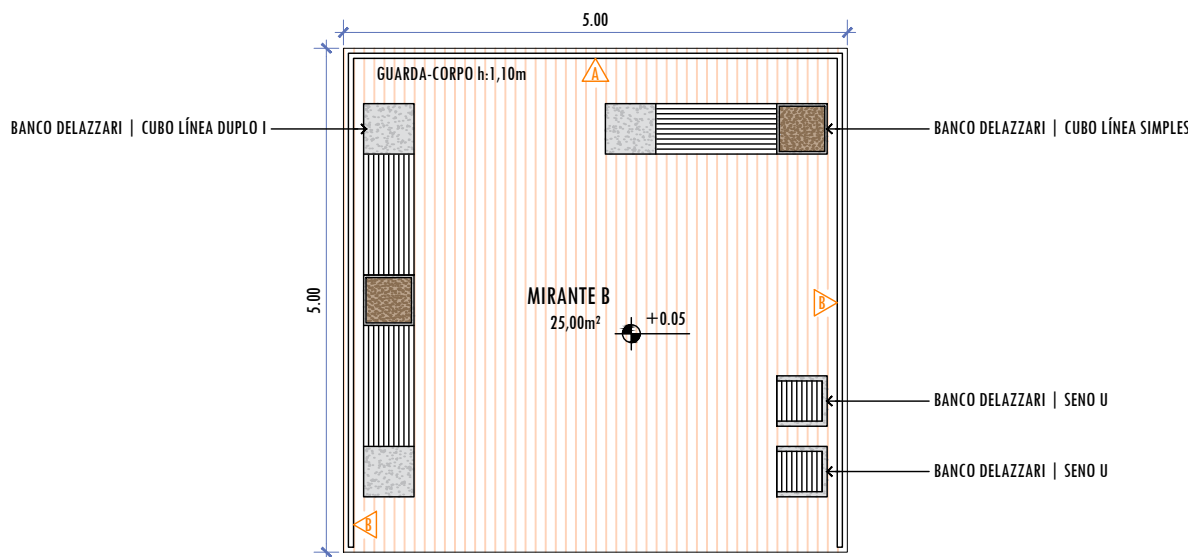 5.00
GUARDA-CORPO h:1,10m
A
BANCO DELAZZARI | CUBO LÍNEA DUPLO I
BANCO DELAZZARI | CUBO LÍNEA SIMPLES
5.00
MIRANTE B
25,00m²
+0.05
B
BANCO DELAZZARI | SENO U
BANCO DELAZZARI | SENO U
B